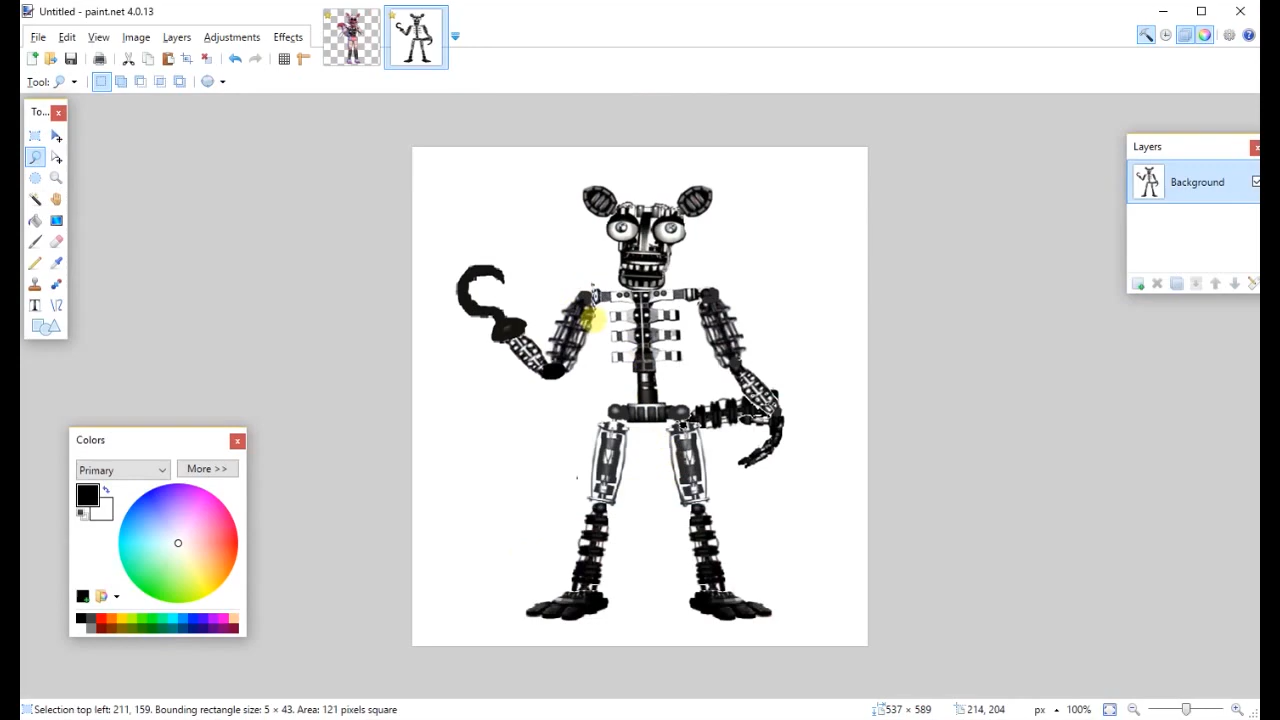 Untitled - paint.net 4.0.13
File Edit View Image Layers Adjustments Effects
Tool:
To...
Layers
Background
Colors
Primary
More >>
Selection top left: 211, 159. Bounding rectangle size: 5 × 43. Area: 121 pixels square
537 × 589
214, 204
px
100%